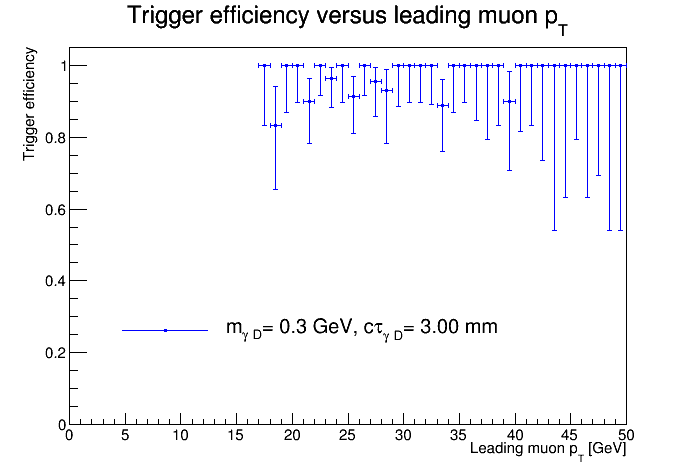 Trigger efficiency versus leading muon p_T
Trigger efficiency
1
0.8
0.6
0.4
0.2
0
m_γ D= 0.3 GeV, cτ_γ D= 3.00 mm
0 5 10 15 20 25 30 35 40 45 50
Leading muon p_T [GeV]